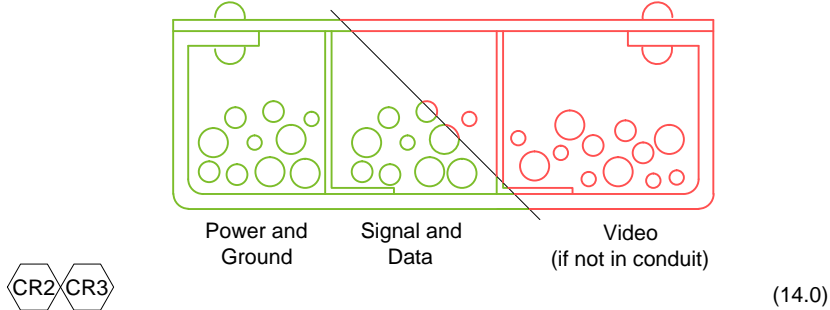 Power and
Ground
Signal and
Data
Video
(if not in conduit)
CR2 CR3
(14.0)